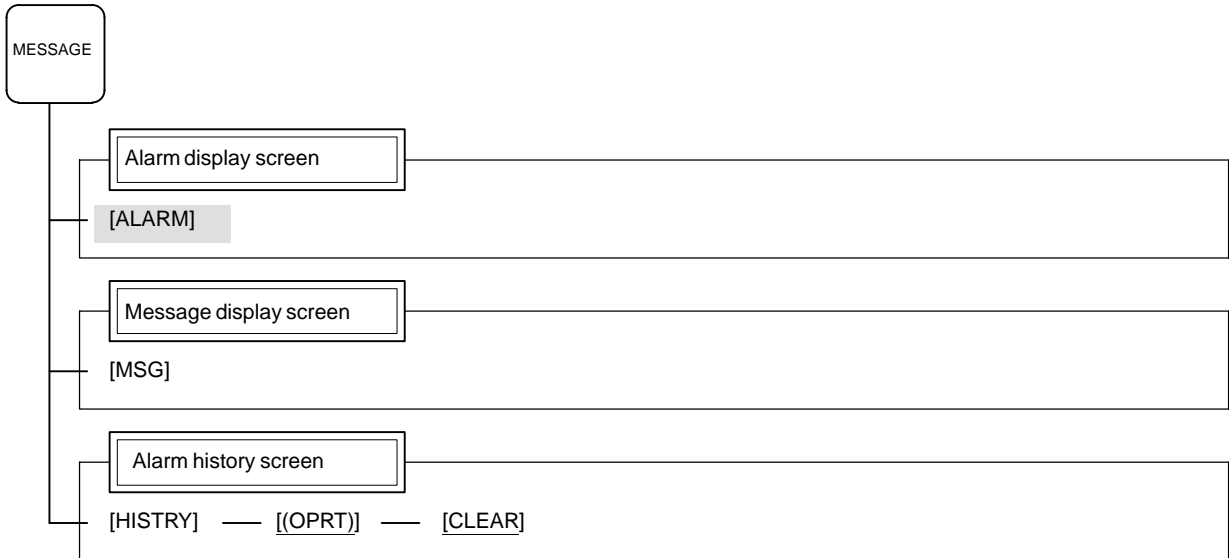 MESSAGE
Alarm display screen
[ALARM]
Message display screen
[MSG]
Alarm history screen
[HISTRY] [(OPRT)] [CLEAR]